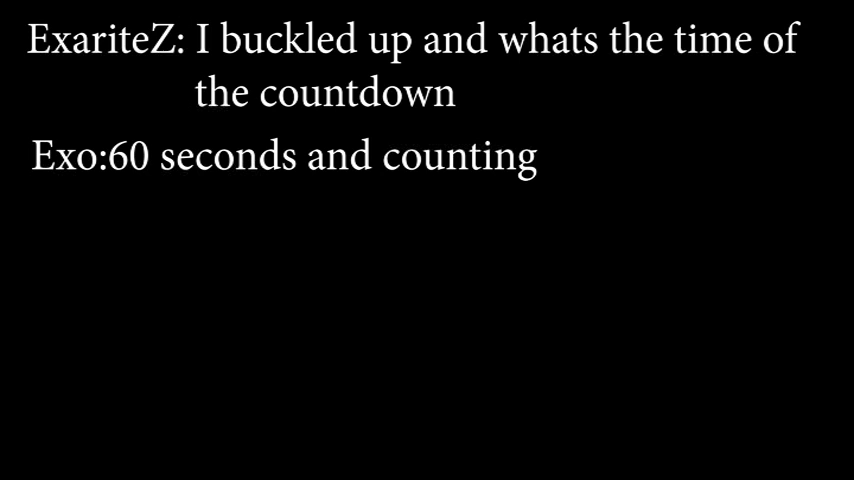 ExariteZ: I buckled up and whats the time of
the countdown
Exo:60 seconds and counting